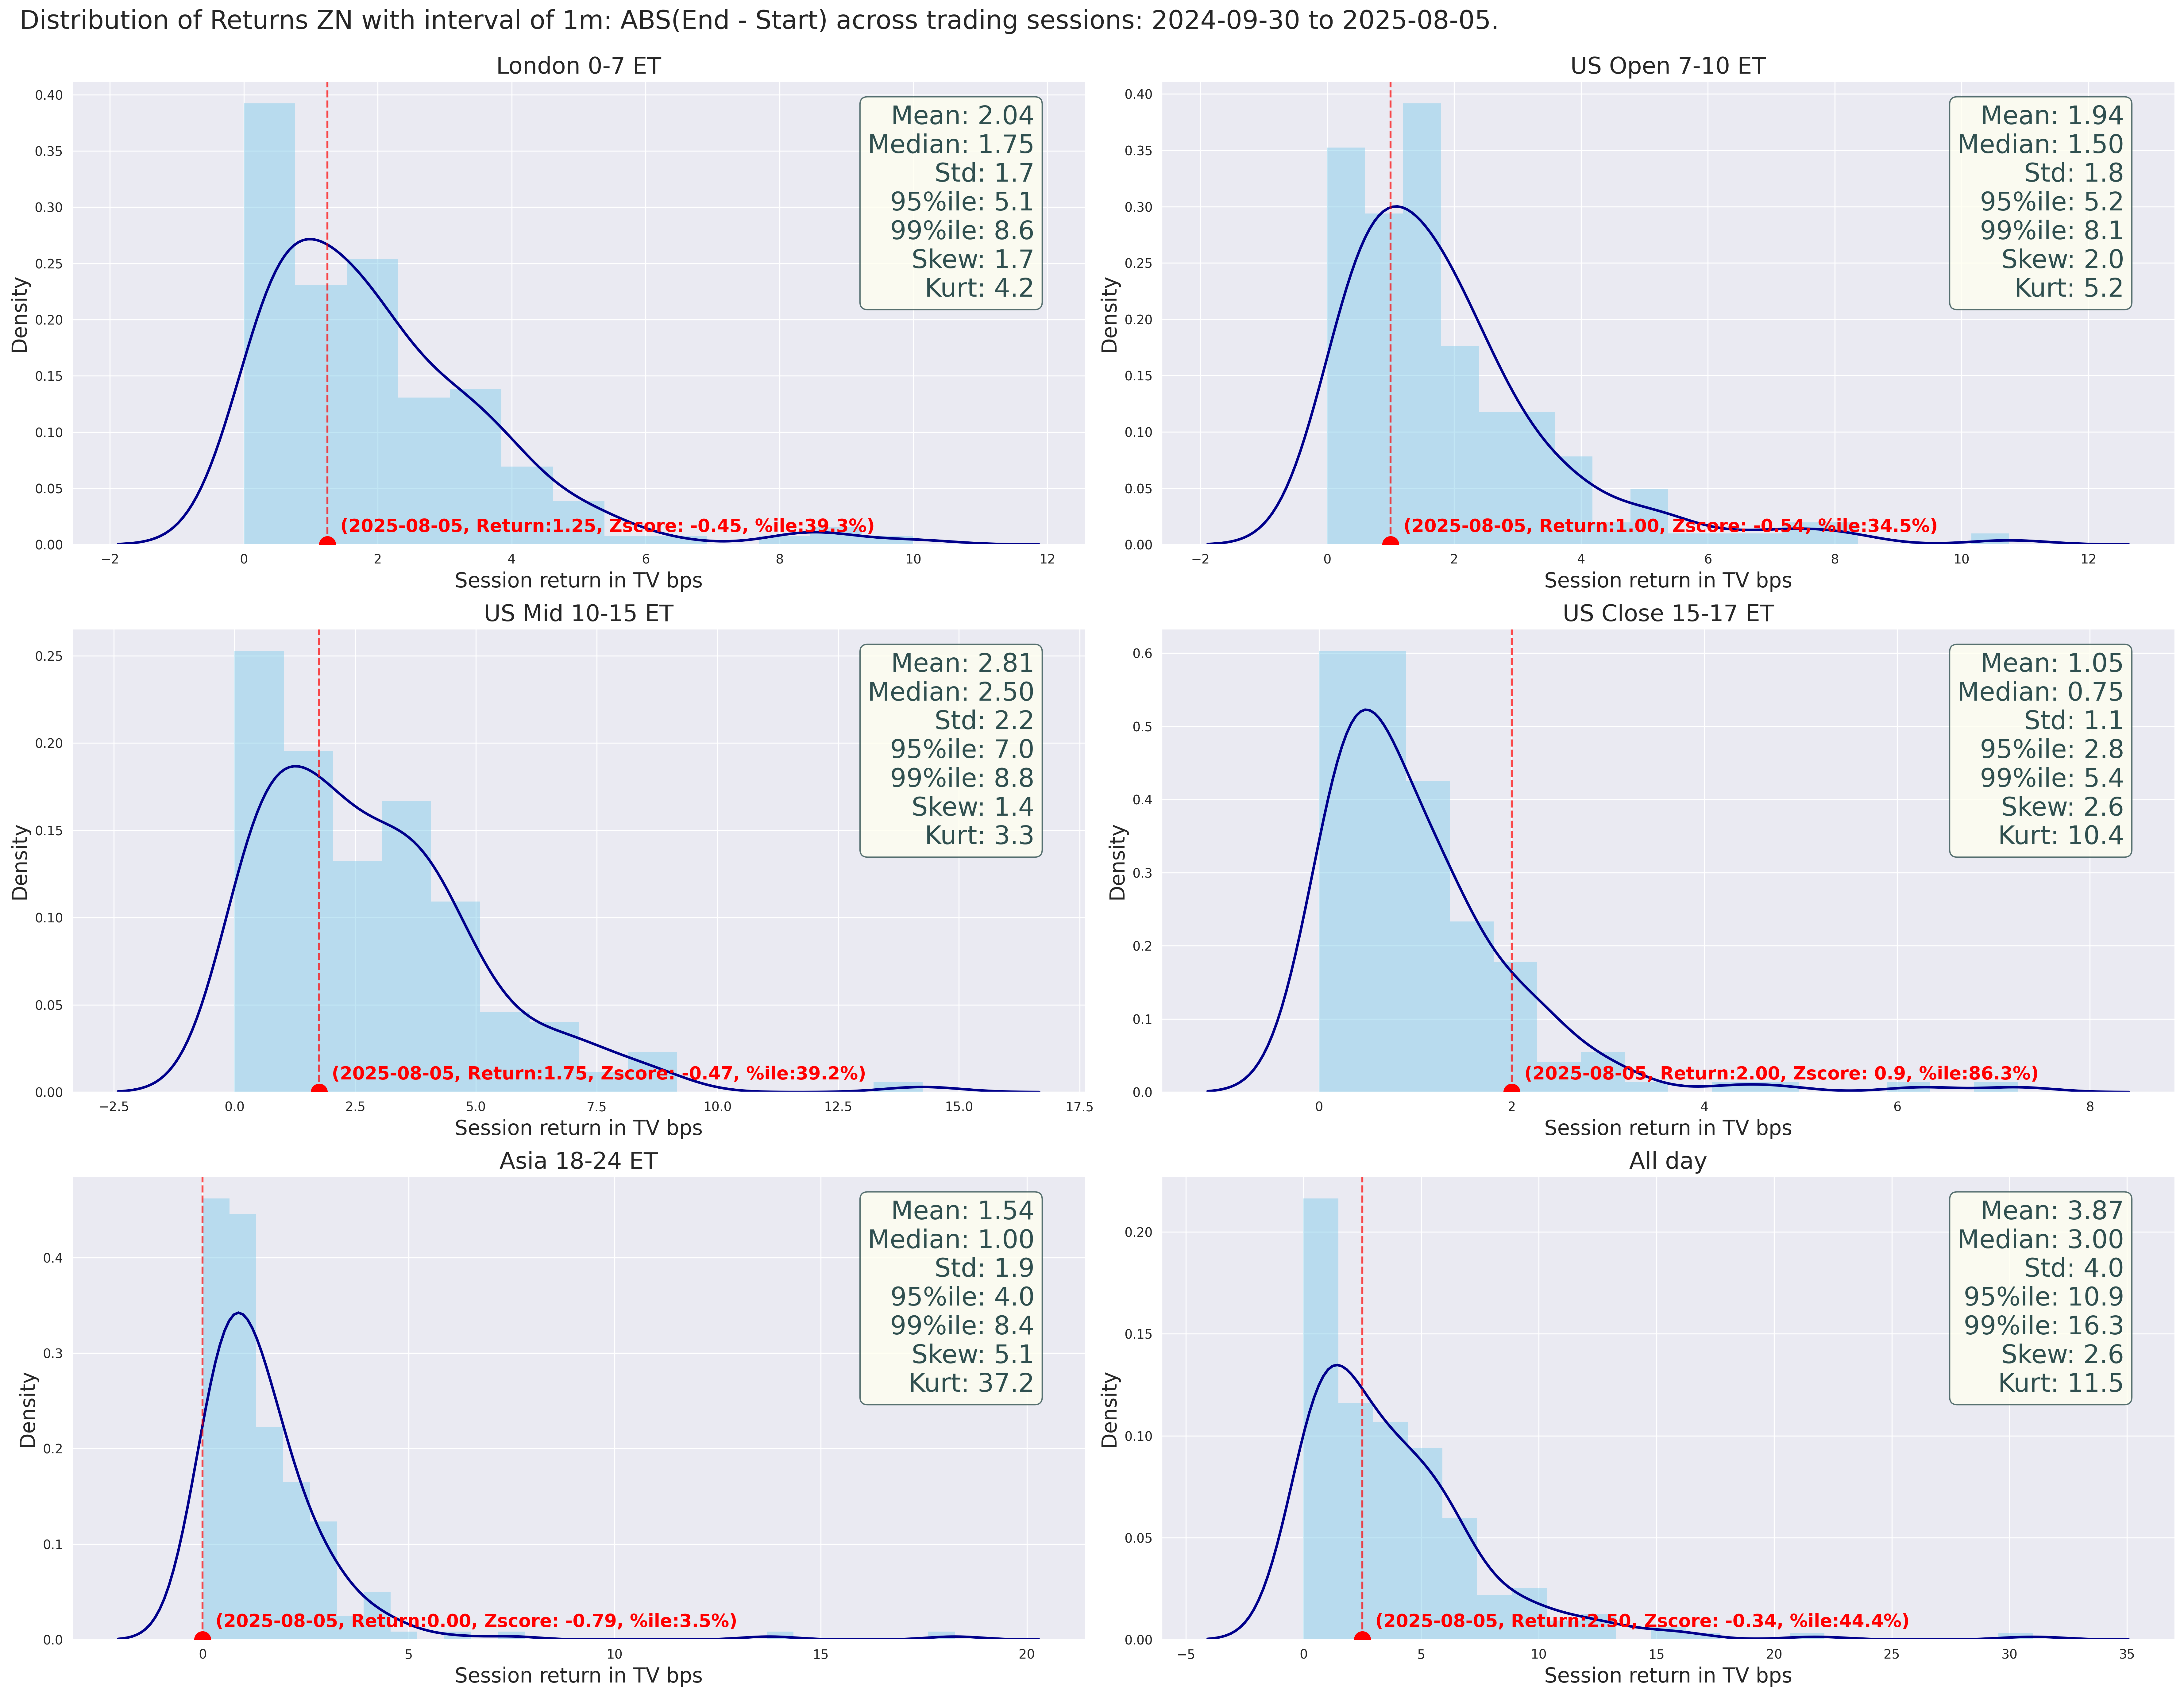 Distribution of Returns ZN with interval of 1m: ABS(End - Start) across trading sessions: 2024-09-30 to 2025-08-05.
London 0-7 ET
Density
0.40
0.35
0.30
0.25
0.20
0.15
0.10
0.05
0.00
Mean: 2.04
Median: 1.75
Std: 1.7
95%ile: 5.1
99%ile: 8.6
Skew: 1.7
Kurt: 4.2
(2025-08-05, Return:1.25, Zscore: -0.45, %ile:39.3%)
−2 0 2 4 6 8 10 12
Session return in TV bps
US Open 7-10 ET
Density
0.40
0.35
0.30
0.25
0.20
0.15
0.10
0.05
0.00
Mean: 1.94
Median: 1.50
Std: 1.8
95%ile: 5.2
99%ile: 8.1
Skew: 2.0
Kurt: 5.2
(2025-08-05, Return:1.00, Zscore: -0.54, %ile:34.5%)
−2 0 2 4 6 8 10 12
Session return in TV bps
US Mid 10-15 ET
Density
0.25
0.20
0.15
0.10
0.05
0.00
Mean: 2.81
Median: 2.50
Std: 2.2
95%ile: 7.0
99%ile: 8.8
Skew: 1.4
Kurt: 3.3
(2025-08-05, Return:1.75, Zscore: -0.47, %ile:39.2%)
−2.5 0.0 2.5 5.0 7.5 10.0 12.5 15.0 17.5
Session return in TV bps
US Close 15-17 ET
Density
0.6
0.5
0.4
0.3
0.2
0.1
0.0
Mean: 1.05
Median: 0.75
Std: 1.1
95%ile: 2.8
99%ile: 5.4
Skew: 2.6
Kurt: 10.4
(2025-08-05, Return:2.00, Zscore: 0.9, %ile:86.3%)
0 2 4 6 8
Session return in TV bps
Asia 18-24 ET
Density
0.4
0.3
0.2
0.1
0.0
Mean: 1.54
Median: 1.00
Std: 1.9
95%ile: 4.0
99%ile: 8.4
Skew: 5.1
Kurt: 37.2
(2025-08-05, Return:0.00, Zscore: -0.79, %ile:3.5%)
0 5 10 15 20
Session return in TV bps
All day
Density
0.20
0.15
0.10
0.05
0.00
Mean: 3.87
Median: 3.00
Std: 4.0
95%ile: 10.9
99%ile: 16.3
Skew: 2.6
Kurt: 11.5
(2025-08-05, Return:2.50, Zscore: -0.34, %ile:44.4%)
−5 0 5 10 15 20 25 30 35
Session return in TV bps